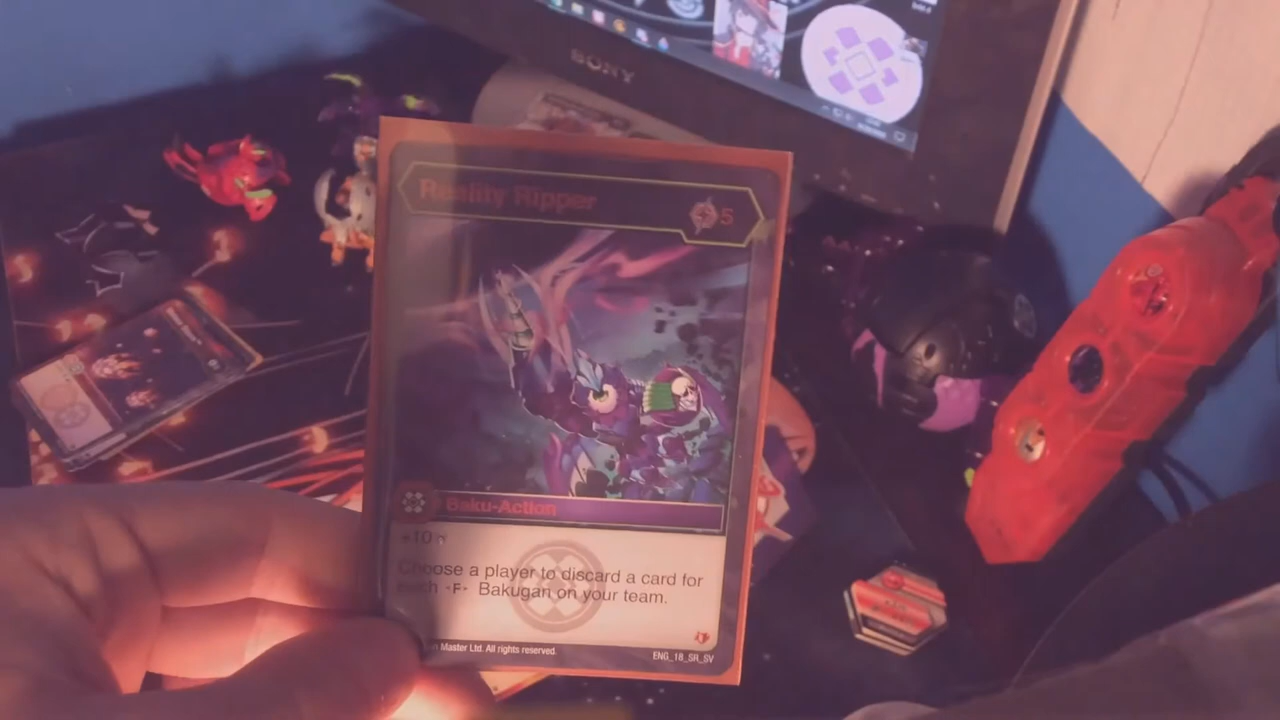 SONY
Reality Ripper
5
Baku-Action
+10
Choose a player to discard a card for
each -F- Bakugan on your team.
Master Ltd. All rights reserved.
ENG_18_SR_SV